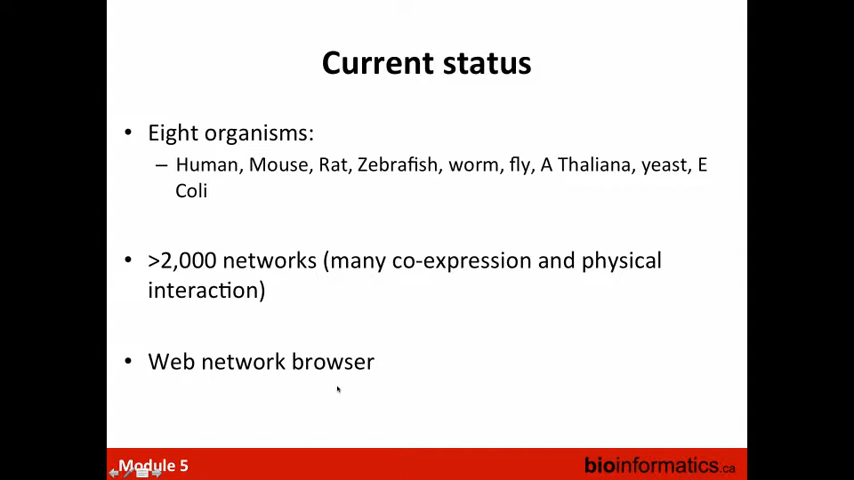 Current status
• Eight organisms:
– Human, Mouse, Rat, Zebrafish, worm, fly, A Thaliana, yeast, E
Coli
• >2,000 networks (many co-expression and physical
interaction)
• Web network browser
Module 5
bioinformatics.ca